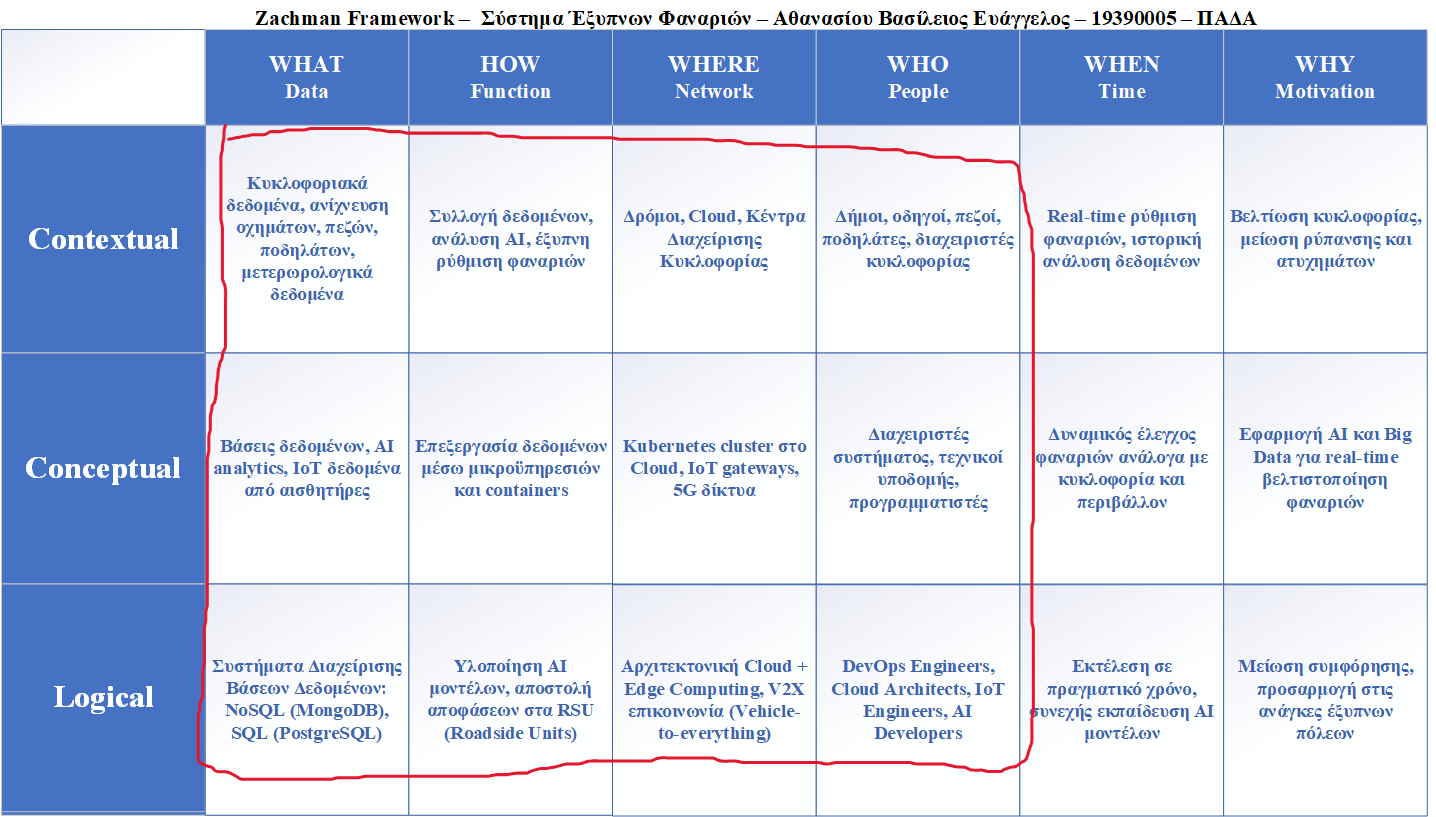 Zachman Framework – Σύστημα Έξυπνων Φαναριών – Αθανασίου Βασίλειος Ευάγγελος – 19390005 – ΠΑΔΑ
WHAT
Data
HOW
Function
WHERE
Network
WHO
People
WHEN
Time
WHY
Motivation
Contextual
Κυκλοφοριακά
δεδομένα, ανίχνευση
οχημάτων, πεζών,
ποδηλάτων,
μετερωρολογικά
δεδομένα
Συλλογή δεδομένων,
ανάλυση AI, έξυπνη
ρύθμιση φαναριών
Δρόμοι, Cloud, Κέντρα
Διαχείρισης
Κυκλοφορίας
Δήμοι, οδηγοί, πεζοί,
ποδηλάτες, διαχειριστές
κυκλοφορίας
Real-time ρύθμιση
φαναριών, ιστορική
ανάλυση δεδομένων
Βελτίωση κυκλοφορίας,
μείωση ρύπανσης και
ατυχημάτων
Conceptual
Βάσεις δεδομένων, AI
analytics, IoT δεδομένα
από αισθητήρες
Επεξεργασία δεδομένων
μέσω μικροϋπηρεσιών
και containers
Kubernetes cluster στο
Cloud, IoT gateways,
5G δίκτυα
Διαχειριστές
συστήματος, τεχνικοί
υποδομής,
προγραμματιστές
Δυναμικός έλεγχος
φαναριών ανάλογα με
κυκλοφορία και
περιβάλλον
Εφαρμογή AI και Big
Data για real-time
βελτιστοποίηση
φαναριών
Logical
Συστήματα Διαχείρισης
Βάσεων Δεδομένων:
NoSQL (MongoDB),
SQL (PostgreSQL)
Υλοποίηση AI
μοντέλων, αποστολή
αποφάσεων στα RSU
(Roadside Units)
Αρχιτεκτονική Cloud +
Edge Computing, V2X
επικοινωνία (Vehicle-
to-everything)
DevOps Engineers,
Cloud Architects, IoT
Engineers, AI
Developers
Εκτέλεση σε
πραγματικό χρόνο,
συνεχής εκπαίδευση AI
μοντέλων
Μείωση συμφόρησης,
προσαρμογή στις
ανάγκες έξυπνων
πόλεων